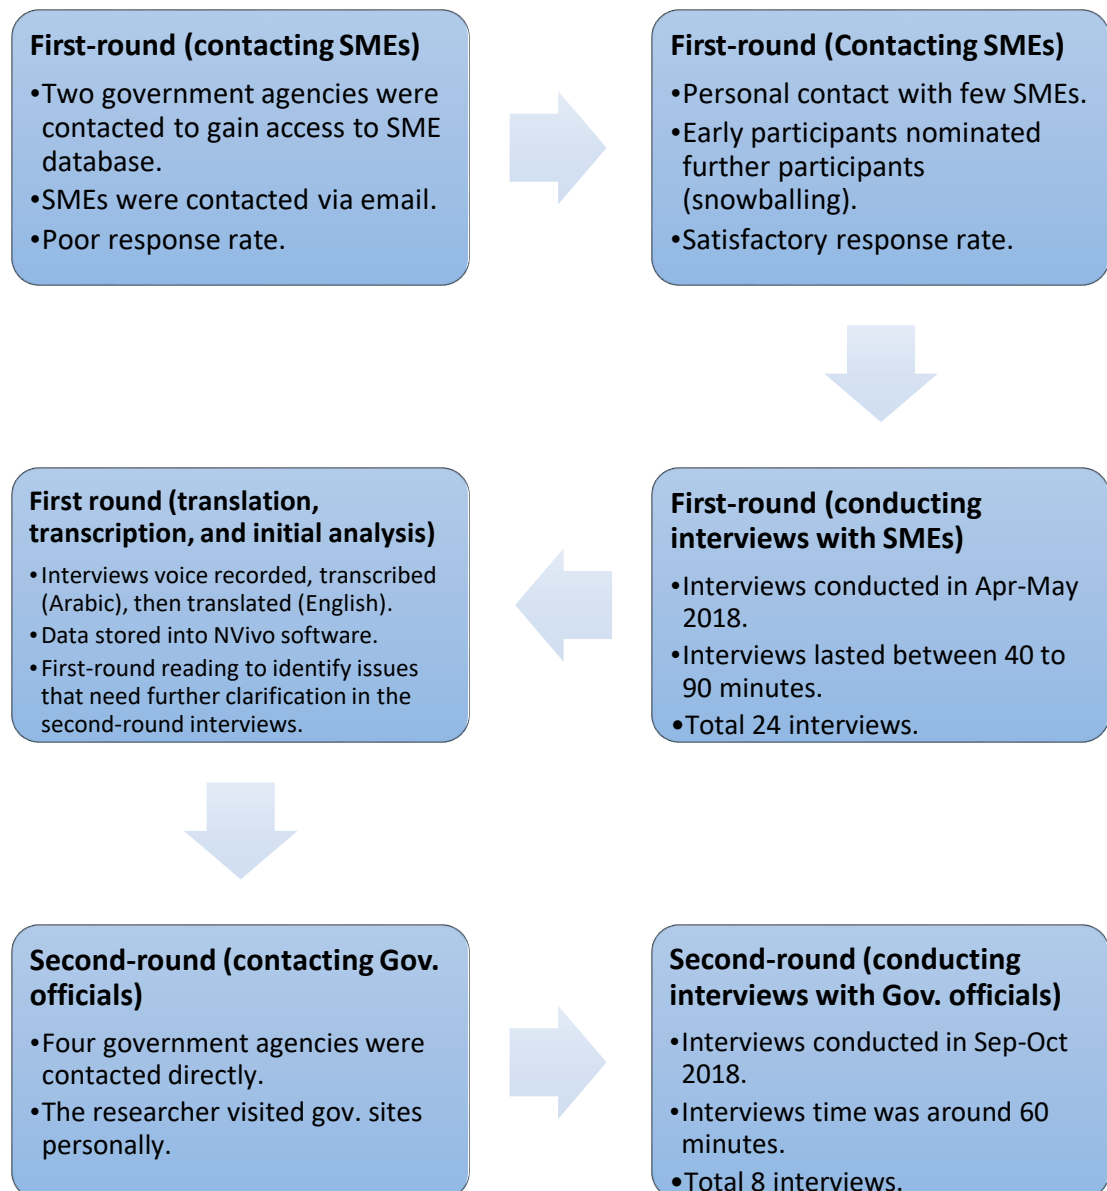 First-round (contacting SMEs)
•Two government agencies were
contacted to gain access to SME
database.
•SMEs were contacted via email.
•Poor response rate.
First-round (Contacting SMEs)
•Personal contact with few SMEs.
•Early participants nominated
further participants
(snowballing).
•Satisfactory response rate.
First-round (conducting
interviews with SMEs)
•Interviews conducted in Apr-May
2018.
•Interviews lasted between 40 to
90 minutes.
•Total 24 interviews.
First round (translation,
transcription, and initial analysis)
•Interviews voice recorded, transcribed
(Arabic), then translated (English).
•Data stored into NVivo software.
•First-round reading to identify issues
that need further clarification in the
second-round interviews.
Second-round (contacting Gov.
officials)
•Four government agencies were
contacted directly.
•The researcher visited gov. sites
personally.
Second-round (conducting
interviews with Gov. officials)
•Interviews conducted in Sep-Oct
2018.
•Interviews time was around 60
minutes.
•Total 8 interviews.